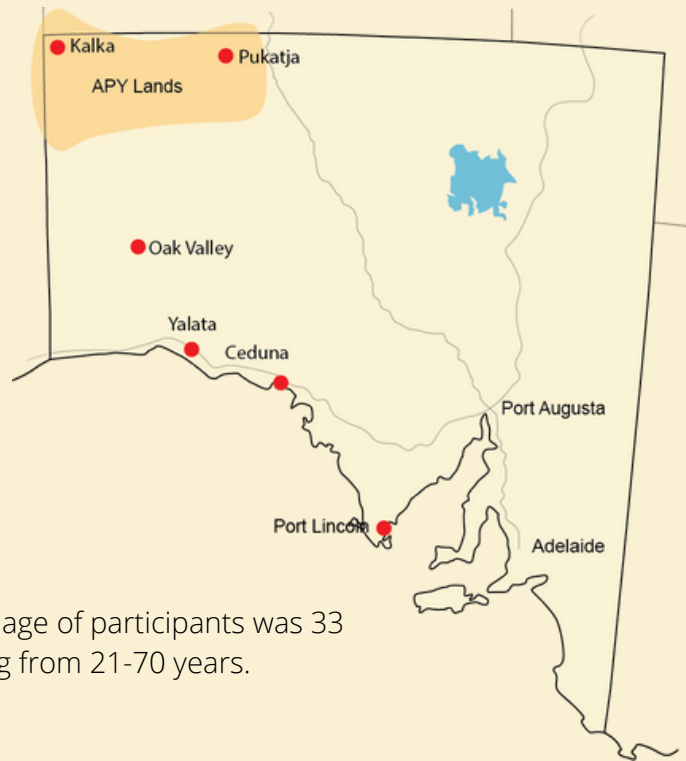 Kalka
Pukatja
APY Lands
Oak Valley
Yalata
Ceduna
Port Augusta
Port Lincoln
Adelaide
age of participants was 33
g from 21-70 years.